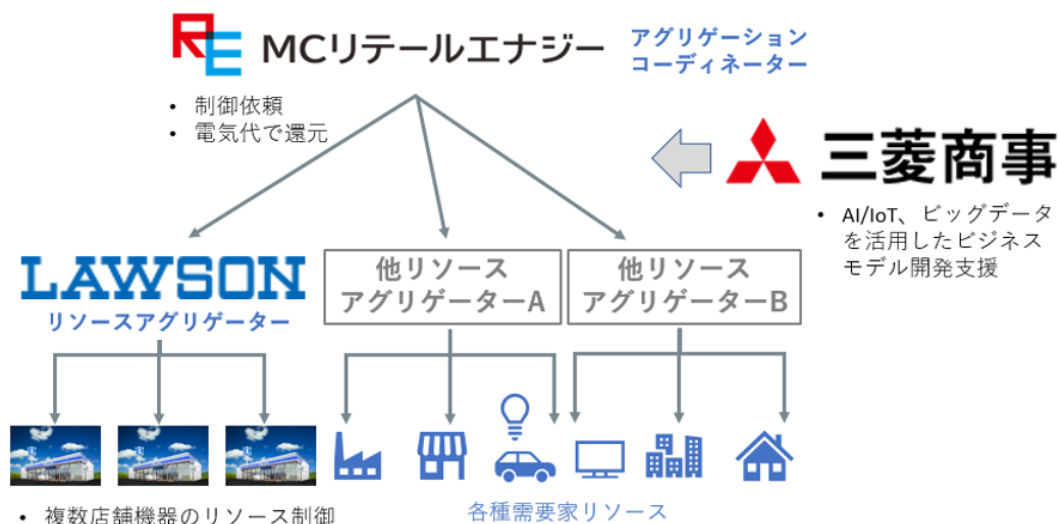 RE MCリテールエナジー
アグリゲーション
コーディネーター
• 制御依頼
• 電気代で還元
三菱商事
• AI/IoT、ビッグデータ
を活用したビジネス
モデル開発支援
LAWSON
リソースアグリゲーター
他リソース
アグリゲーターA
他リソース
アグリゲーターB
• 複数店舗機器のリソース制御
各種需要家リソース